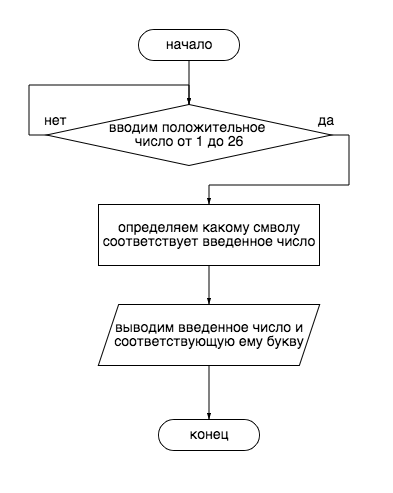 начало
нет
да
вводим положительное
число от 1 до 26
определяем какому смволу
соответствует введенное число
выводим введенное число и
соответствующую ему букву
конец